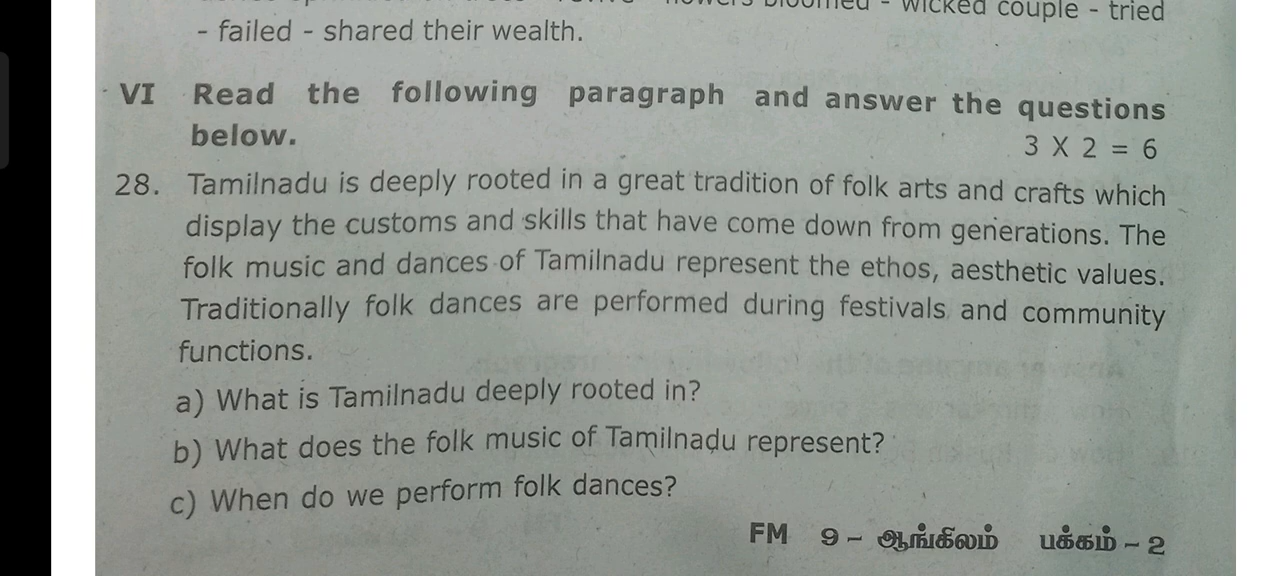 flowers bloomed - wicked couple - tried
- failed - shared their wealth.
VI Read the following paragraph and answer the questions
below.
3 X 2 = 6
28. Tamilnadu is deeply rooted in a great tradition of folk arts and crafts which
display the customs and skills that have come down from generations. The
folk music and dances of Tamilnadu represent the ethos, aesthetic values.
Traditionally folk dances are performed during festivals and community
functions.
a) What is Tamilnadu deeply rooted in?
b) What does the folk music of Tamilnadu represent?
c) When do we perform folk dances?
FM 9 - ஆங்கிலம் பக்கம் - 2